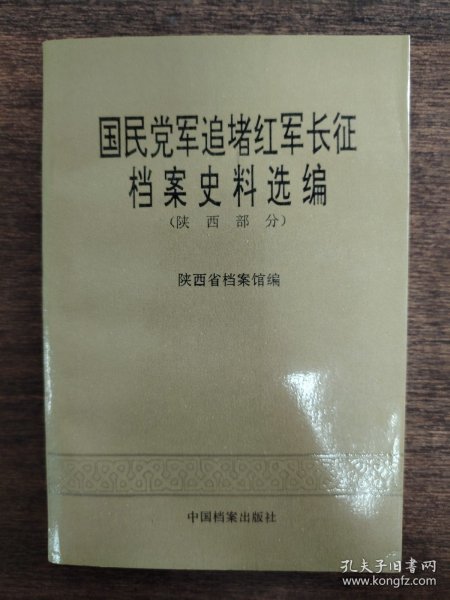 国民党军追堵红军长征
档案史料选编
（陕西部分）
陕西省档案馆编
中国档案出版社
孔夫子旧书网
www.kongfz.com